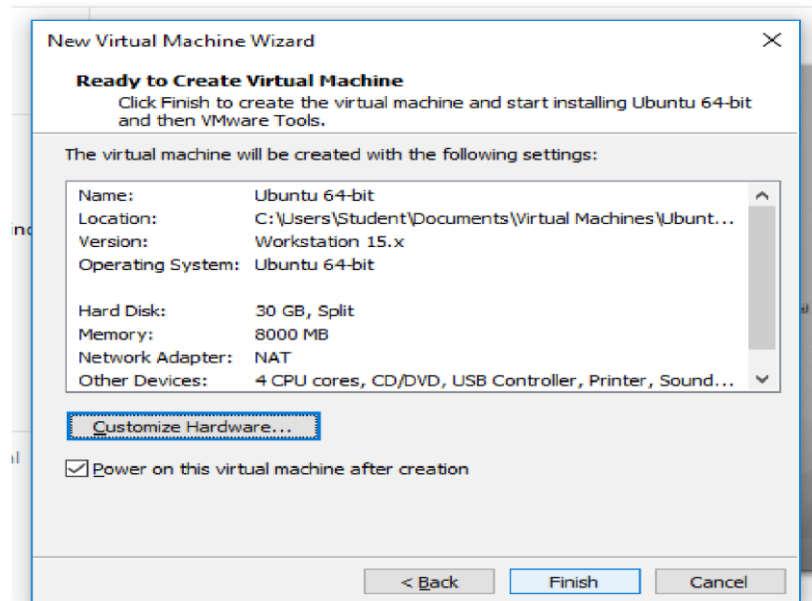 New Virtual Machine Wizard
Ready to Create Virtual Machine
Click Finish to create the virtual machine and start installing Ubuntu 64-bit
and then VMware Tools.
The virtual machine will be created with the following settings:
Name: Ubuntu 64-bit
Location: C:\Users\Student\Documents\Virtual Machines\Ubunt...
Version: Workstation 15.x
Operating System: Ubuntu 64-bit
Hard Disk: 30 GB, Split
Memory: 8000 MB
Network Adapter: NAT
Other Devices: 4 CPU cores, CD/DVD, USB Controller, Printer, Sound...
Customize Hardware...
Power on this virtual machine after creation
< Back Finish Cancel